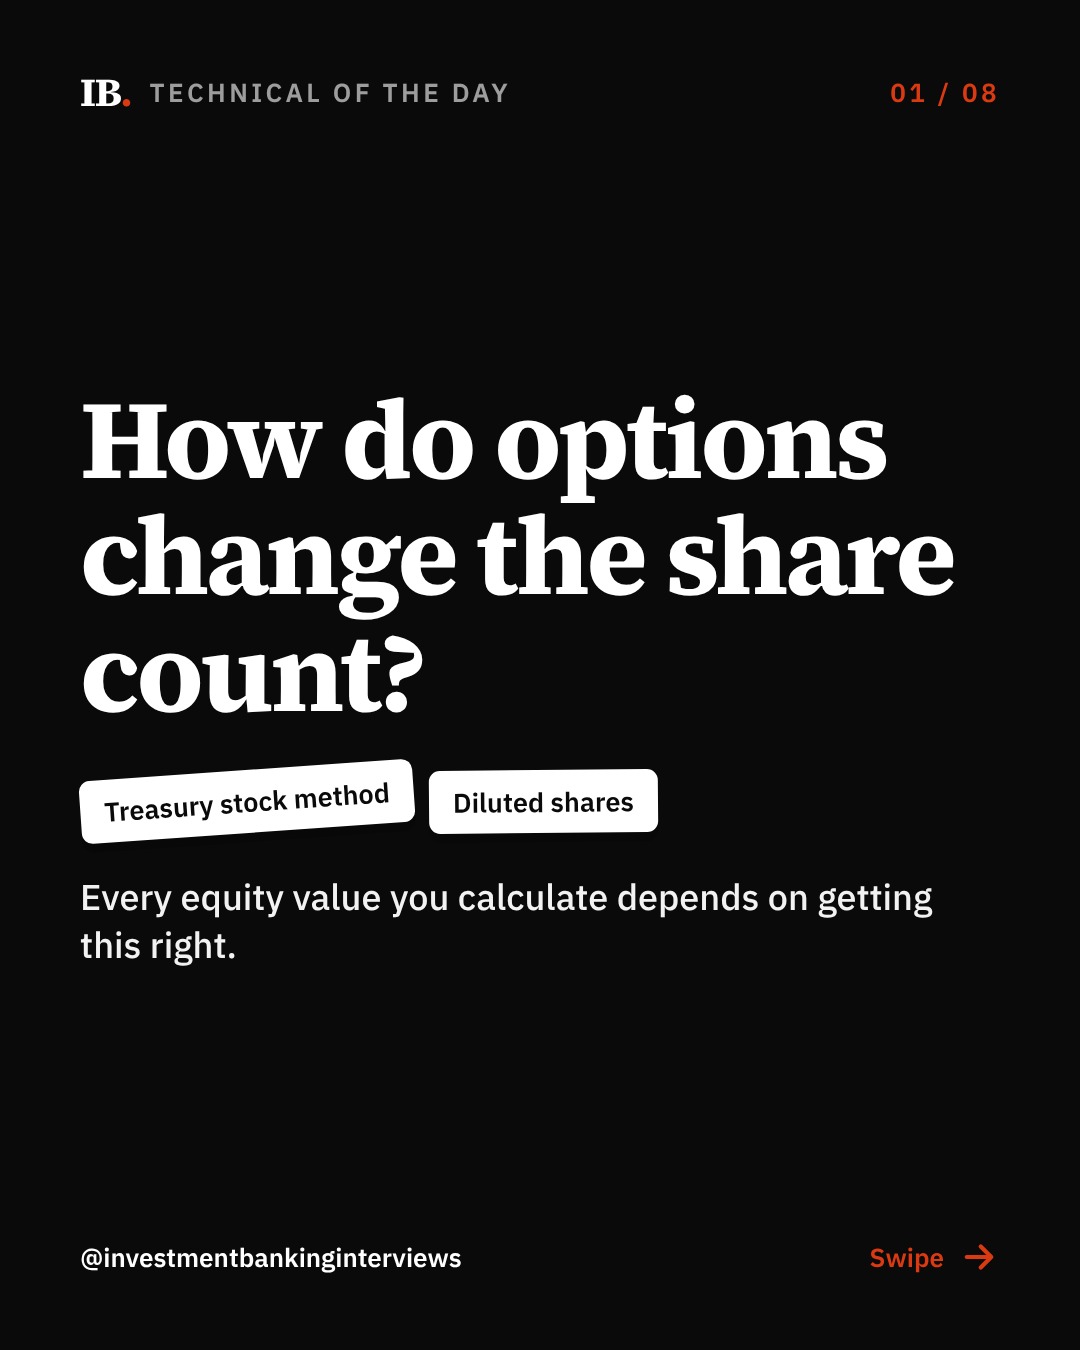 IB. TECHNICAL OF THE DAY
01 / 08
How do options
change the share
count?
Treasury stock method
Diluted shares
Every equity value you calculate depends on getting
this right.
@investmentbankinginterviews
Swipe →